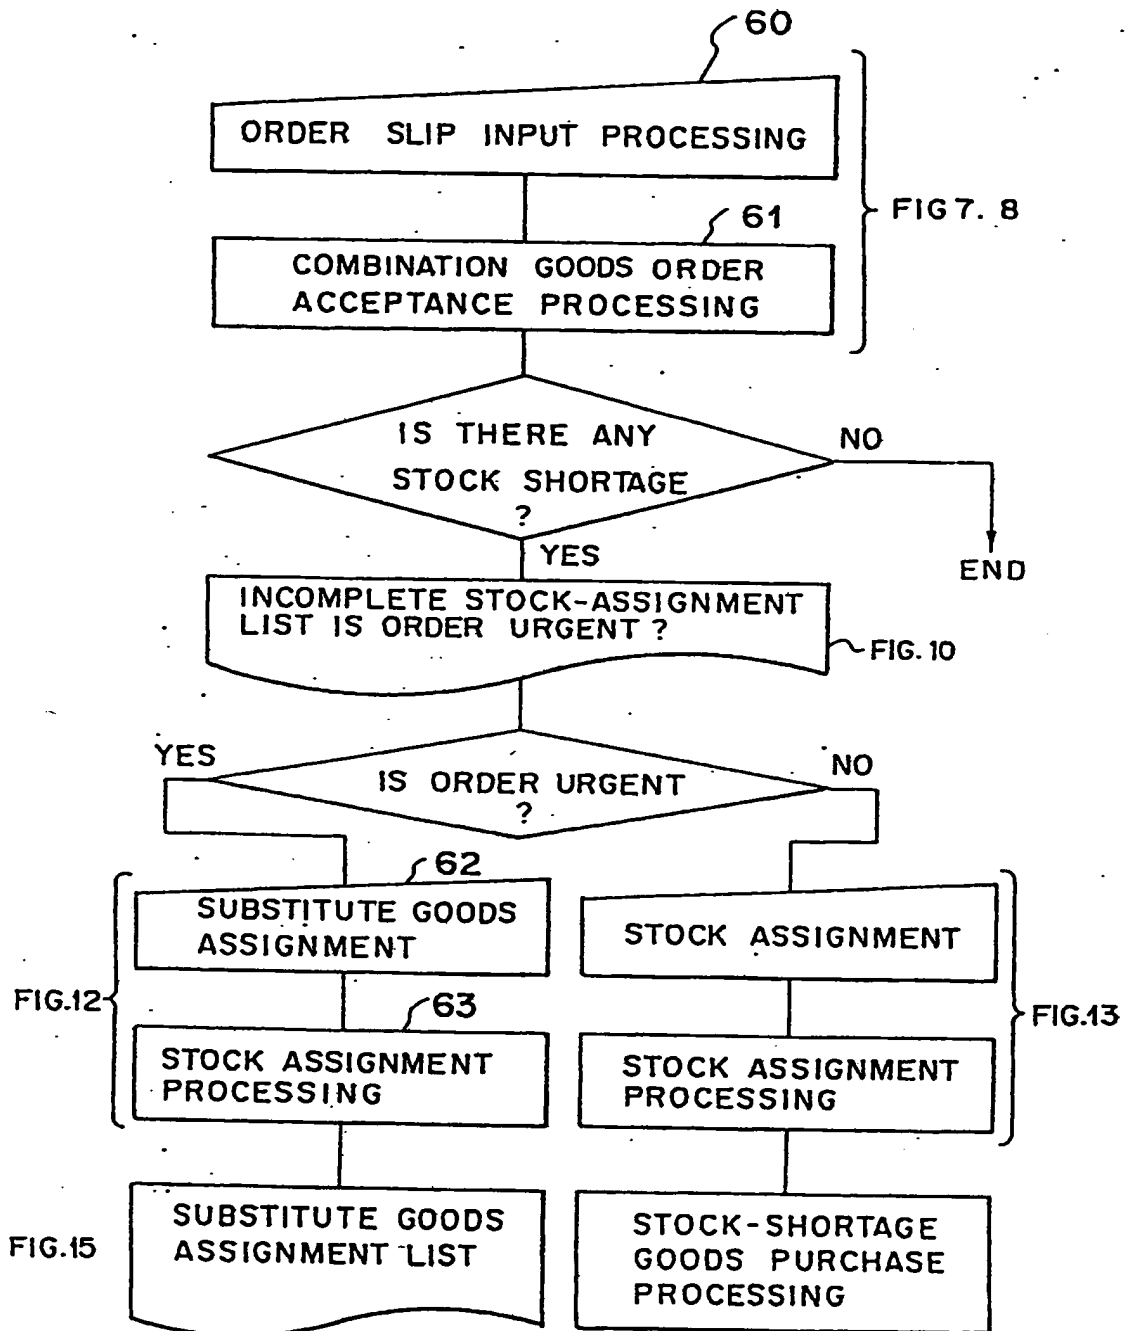 60
ORDER SLIP INPUT PROCESSING
FIG 7. 8
61
COMBINATION GOODS ORDER
ACCEPTANCE PROCESSING
IS THERE ANY
STOCK SHORTAGE
?
NO
END
YES
INCOMPLETE STOCK-ASSIGNMENT
LIST IS ORDER URGENT ?
FIG. 10
YES
IS ORDER URGENT
?
NO
62
SUBSTITUTE GOODS
ASSIGNMENT
STOCK ASSIGNMENT
FIG.12
63
FIG.13
STOCK ASSIGNMENT
PROCESSING
STOCK ASSIGNMENT
PROCESSING
FIG.15
SUBSTITUTE GOODS
ASSIGNMENT LIST
STOCK-SHORTAGE
GOODS PURCHASE
PROCESSING